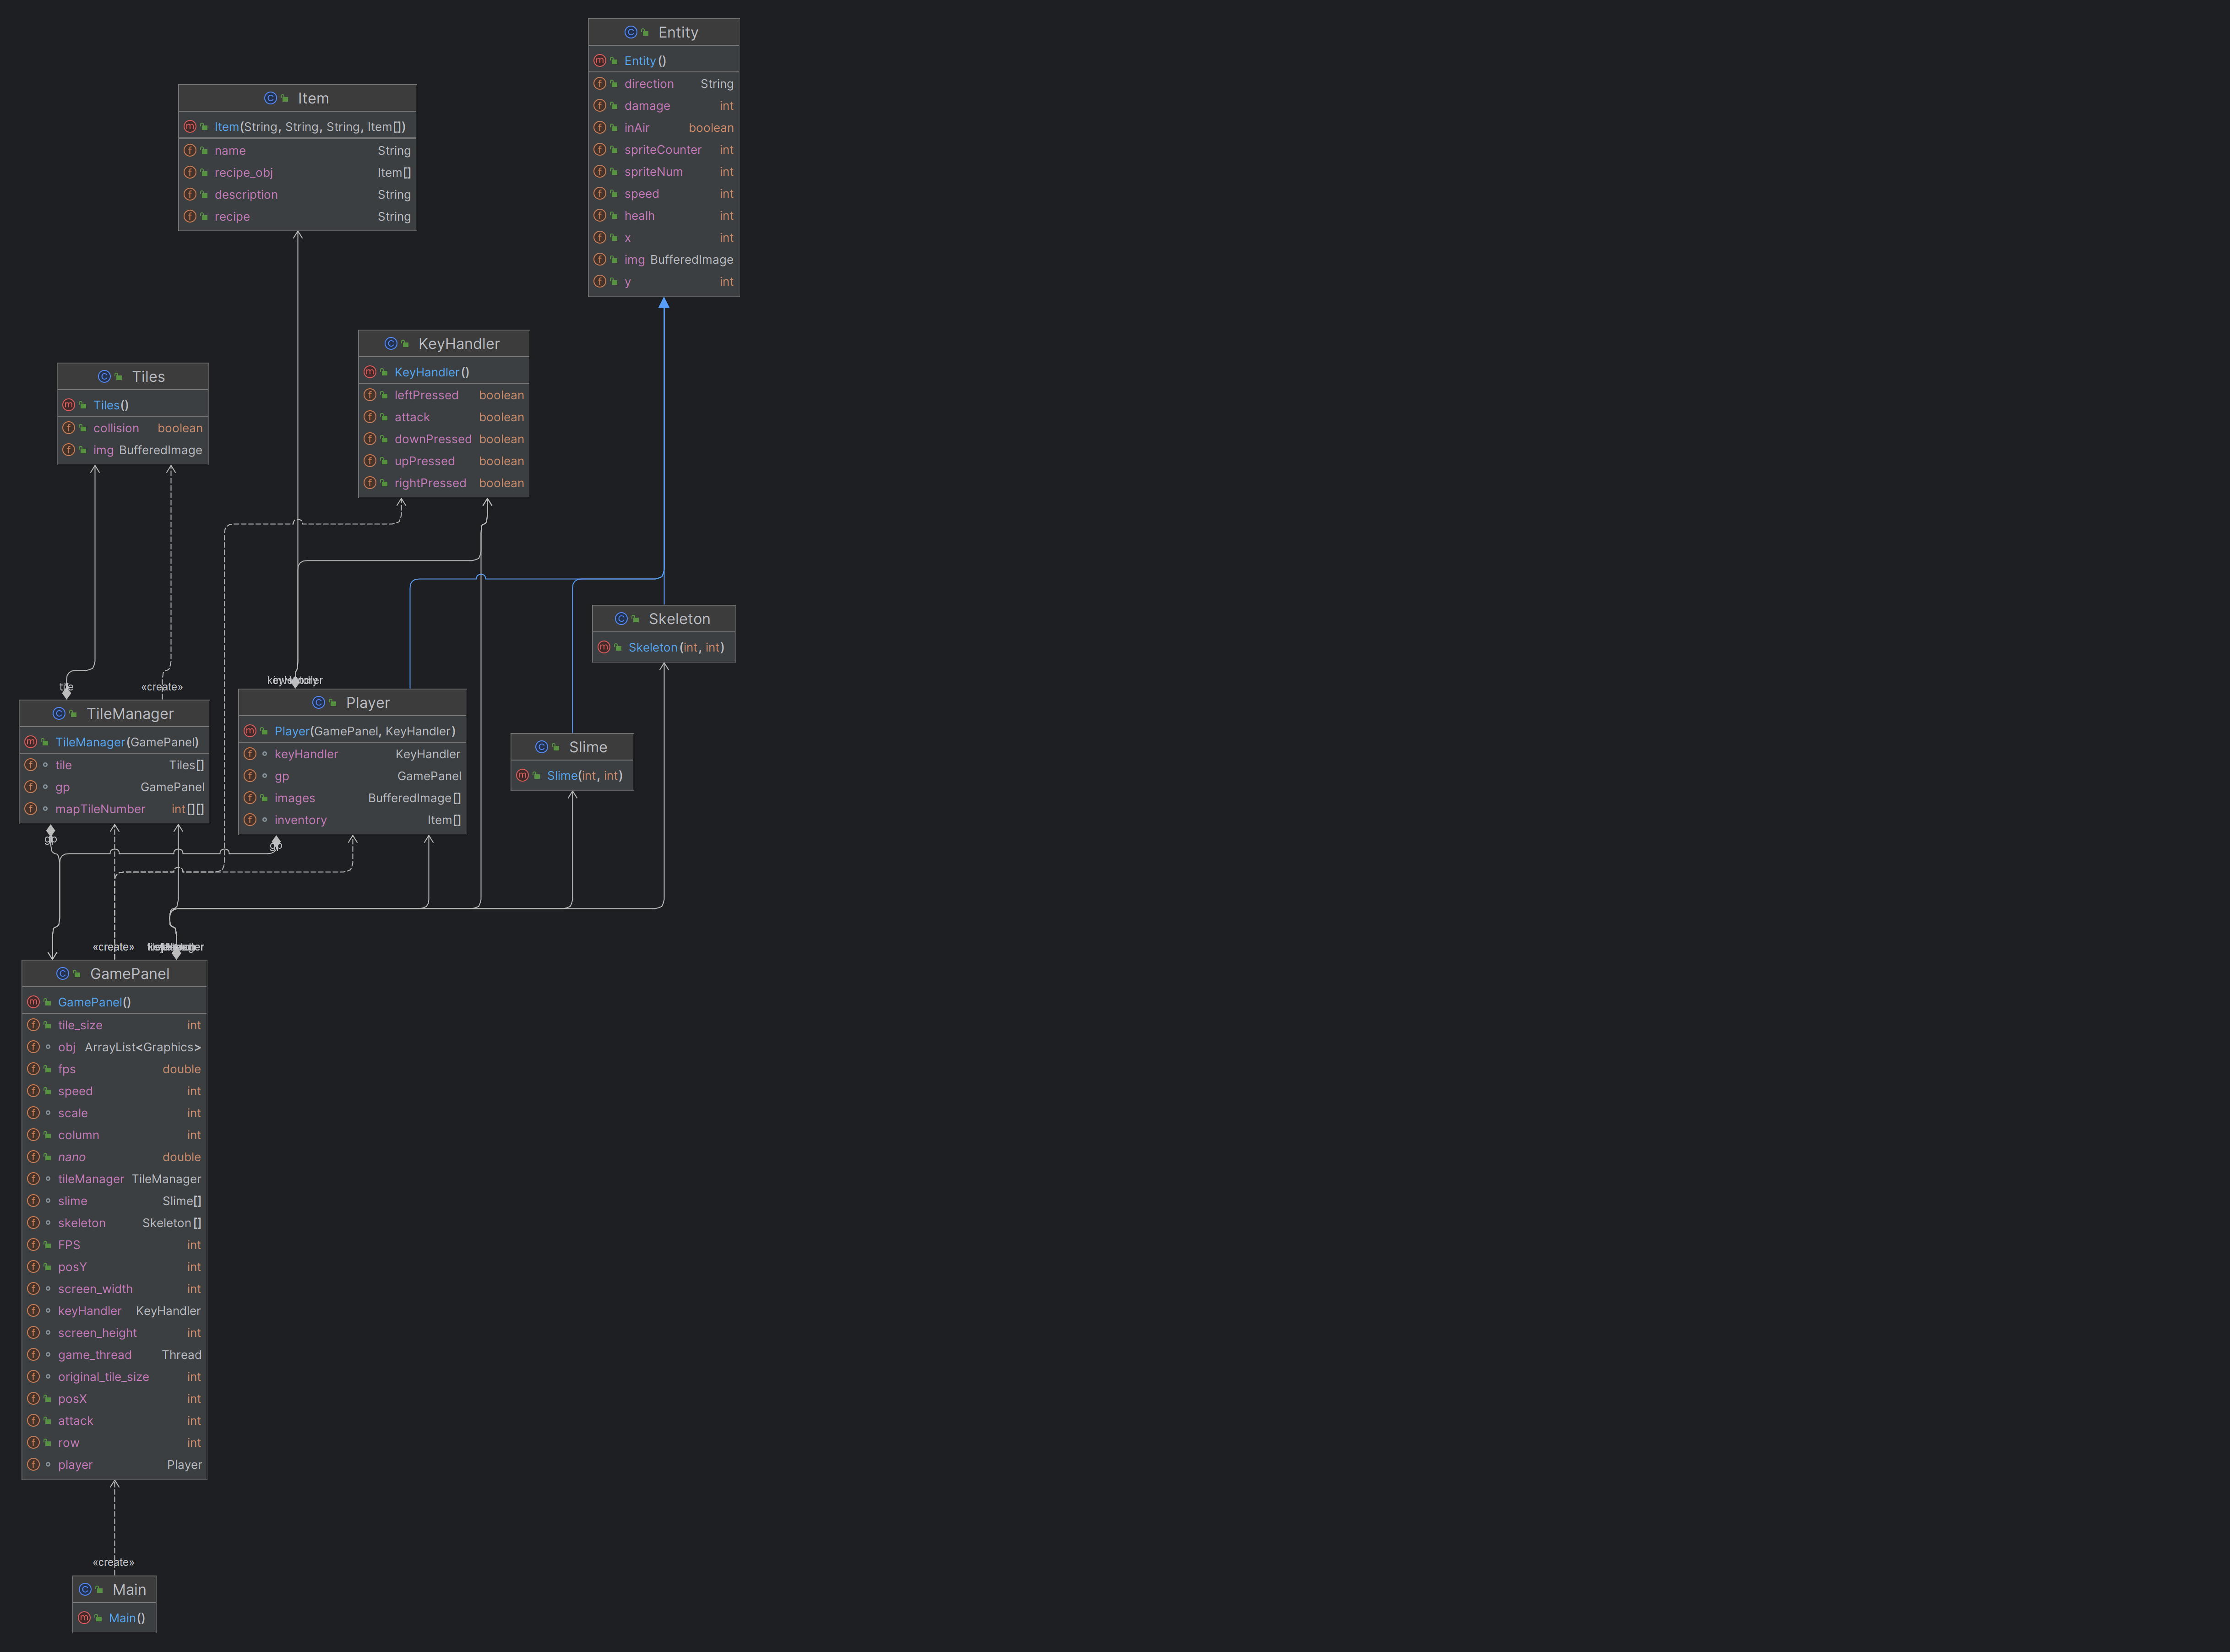 Entity
Entity()
direction String
damage int
inAir boolean
spriteCounter int
spriteNum int
speed int
healh int
x int
img BufferedImage
y int
Item
Item(String, String, String, Item[])
name String
recipe_obj Item[]
description String
recipe String
KeyHandler
KeyHandler()
leftPressed boolean
attack boolean
downPressed boolean
upPressed boolean
rightPressed boolean
Tiles
Tiles()
collision boolean
img BufferedImage
Skeleton
Skeleton(int, int)
tile
«create»
TileManager
TileManager(GamePanel)
tile Tiles[]
gp GamePanel
mapTileNumber int[][]
Player
Player(GamePanel, KeyHandler)
keyHandler KeyHandler
gp GamePanel
images BufferedImage[]
inventory Item[]
Slime
Slime(int, int)
gp
gp
«create»
GamePanel
GamePanel()
tile_size int
obj ArrayList<Graphics>
fps double
speed int
scale int
column int
nano double
tileManager TileManager
slime Slime[]
skeleton Skeleton[]
FPS int
posY int
screen_width int
keyHandler KeyHandler
screen_height int
game_thread Thread
original_tile_size int
posX int
attack int
row int
player Player
«create»
Main
Main()